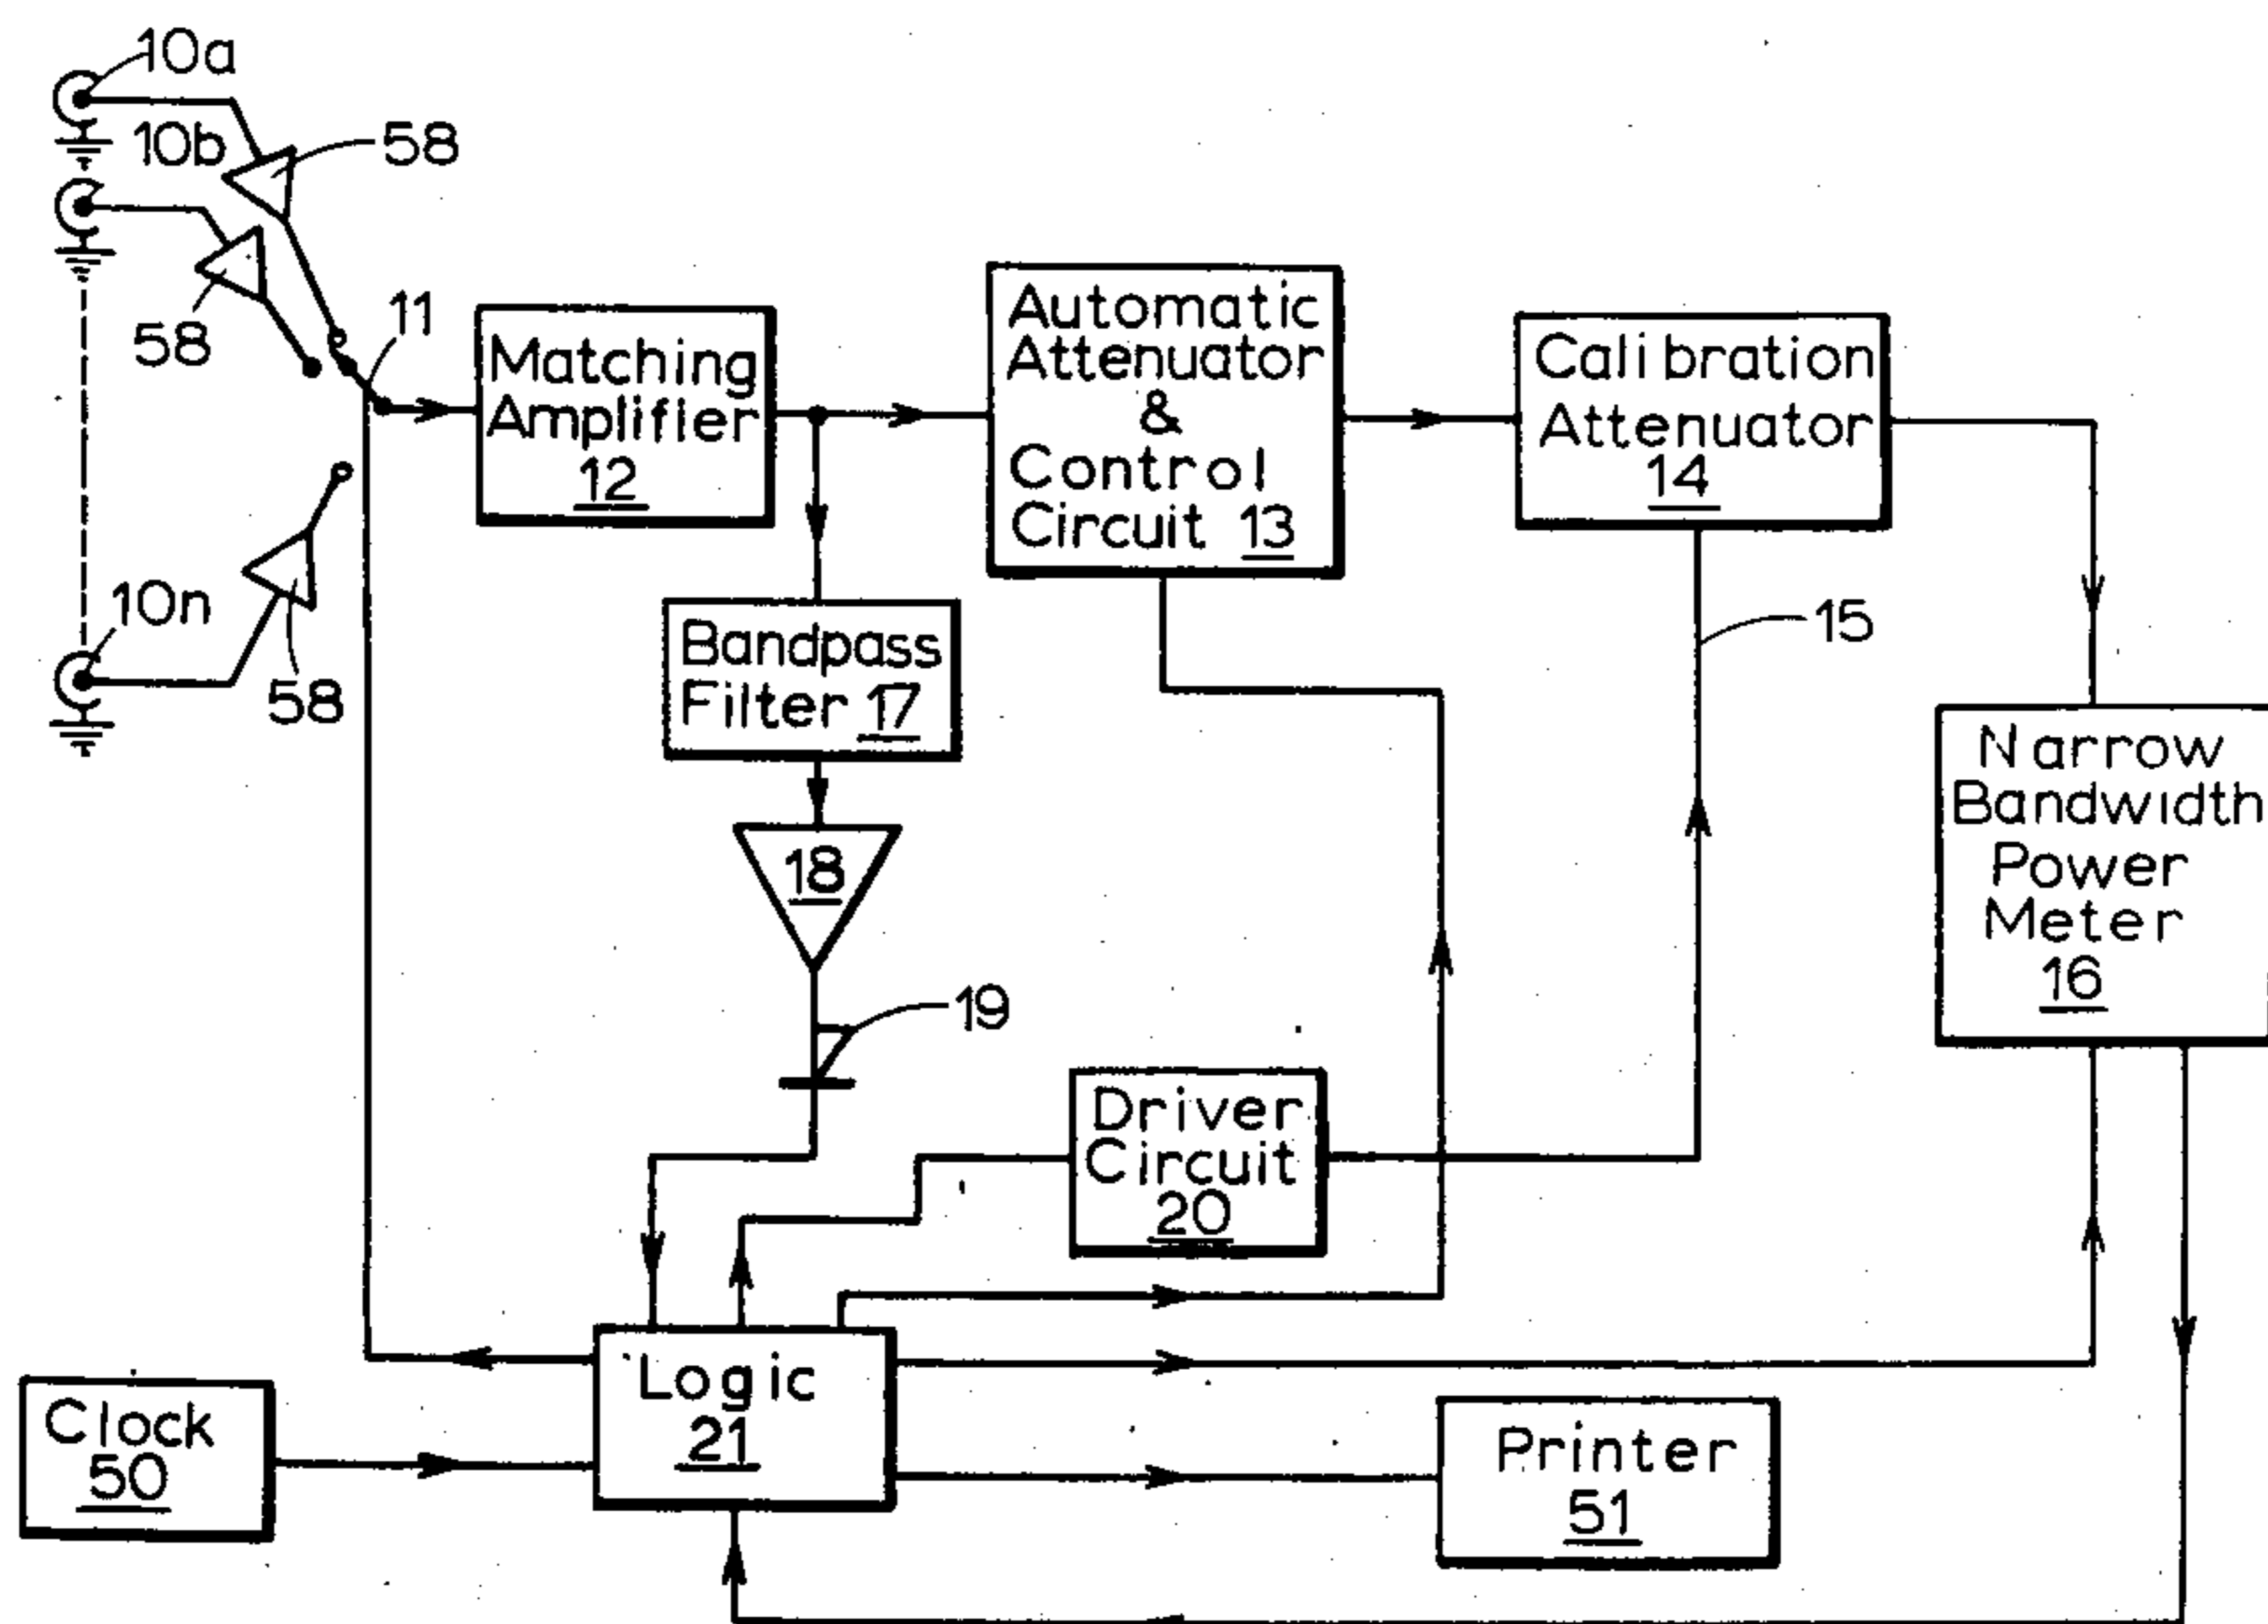 10a
10b
58
58
11
10n
58
Matching
Amplifier
12
Automatic
Attenuator
&
Control
Circuit 13
Calibration
Attenuator
14
15
Bandpass
Filter 17
18
19
Narrow
Bandwidth
Power
Meter
16
Driver
Circuit
20
Logic
21
Clock
50
Printer
51